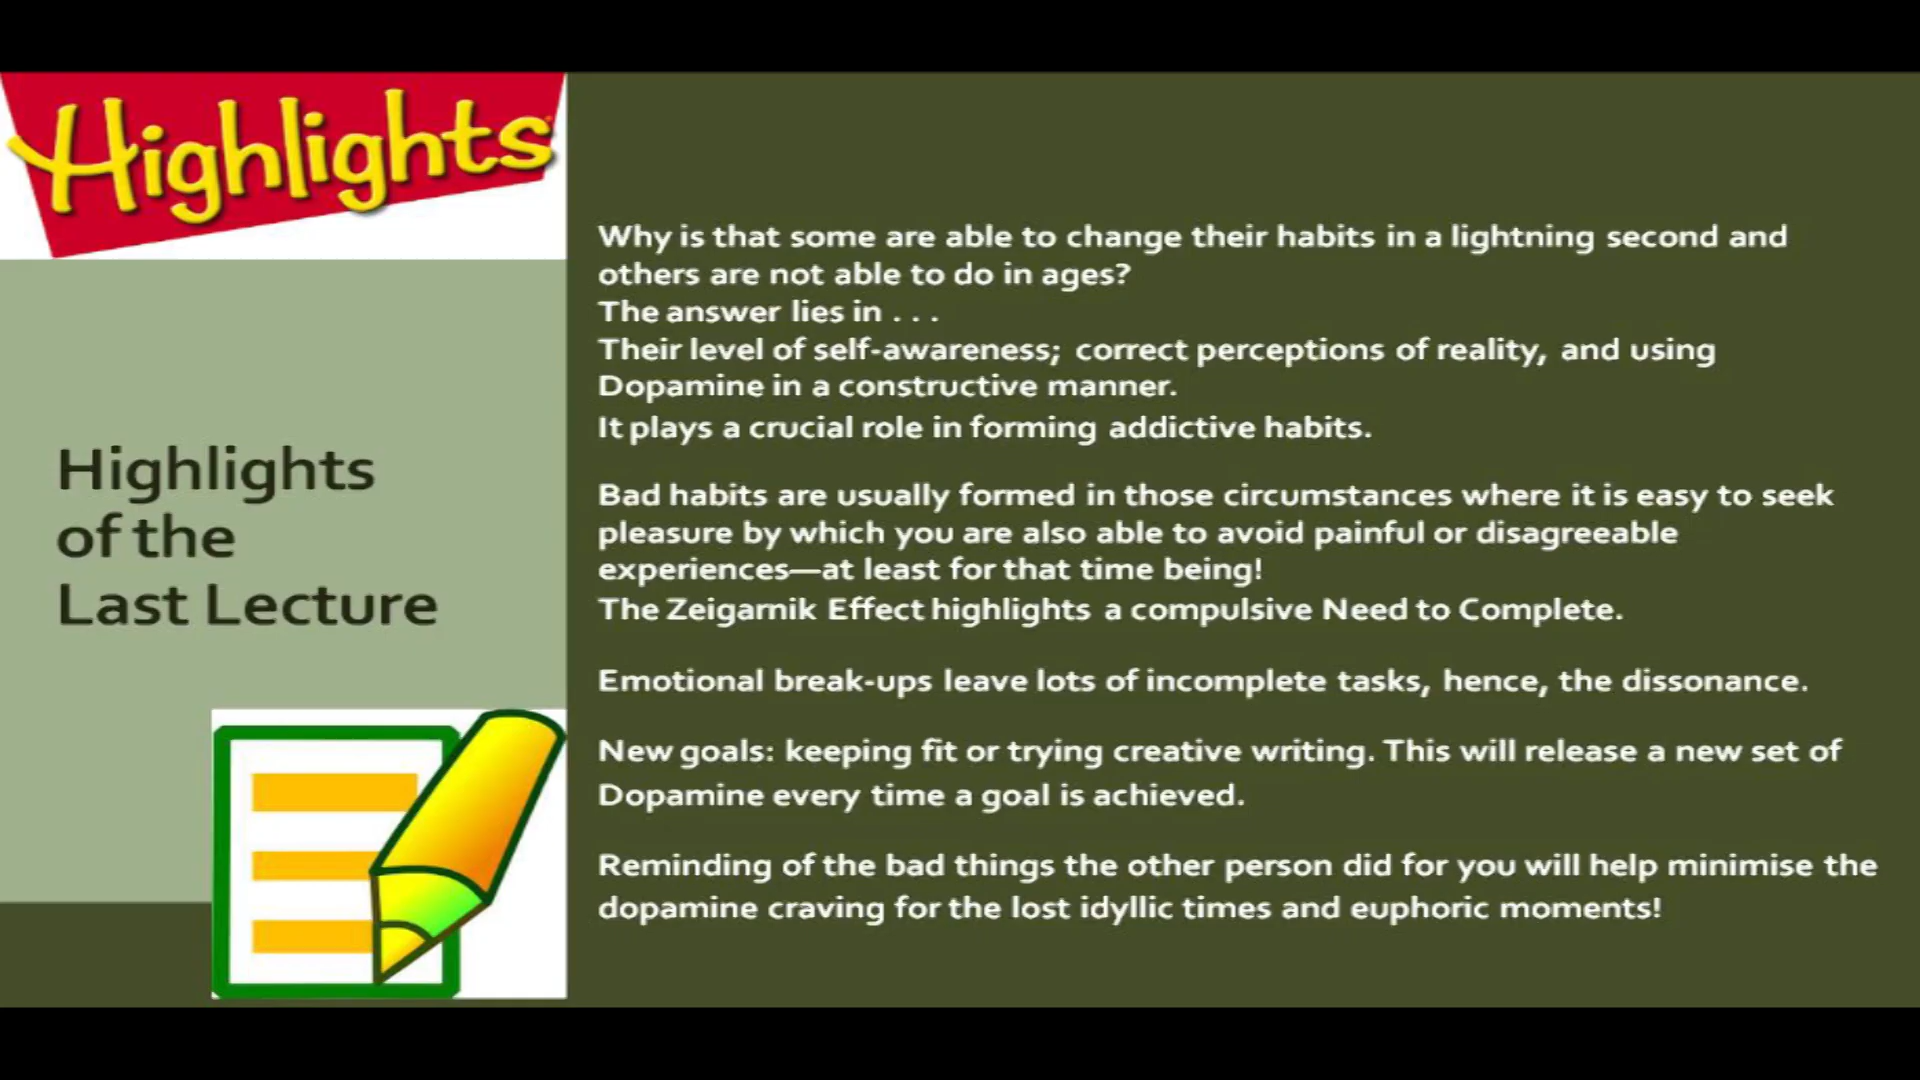 Highlights
Highlights
of the
Last Lecture
Why is that some are able to change their habits in a lightning second and
others are not able to do in ages?
The answer lies in . . .
Their level of self-awareness; correct perceptions of reality, and using
Dopamine in a constructive manner.
It plays a crucial role in forming addictive habits.
Bad habits are usually formed in those circumstances where it is easy to seek
pleasure by which you are also able to avoid painful or disagreeable
experiences—at least for that time being!
The Zeigarnik Effect highlights a compulsive Need to Complete.
Emotional break-ups leave lots of incomplete tasks, hence, the dissonance.
New goals: keeping fit or trying creative writing. This will release a new set of
Dopamine every time a goal is achieved.
Reminding of the bad things the other person did for you will help minimise the
dopamine craving for the lost idyllic times and euphoric moments!